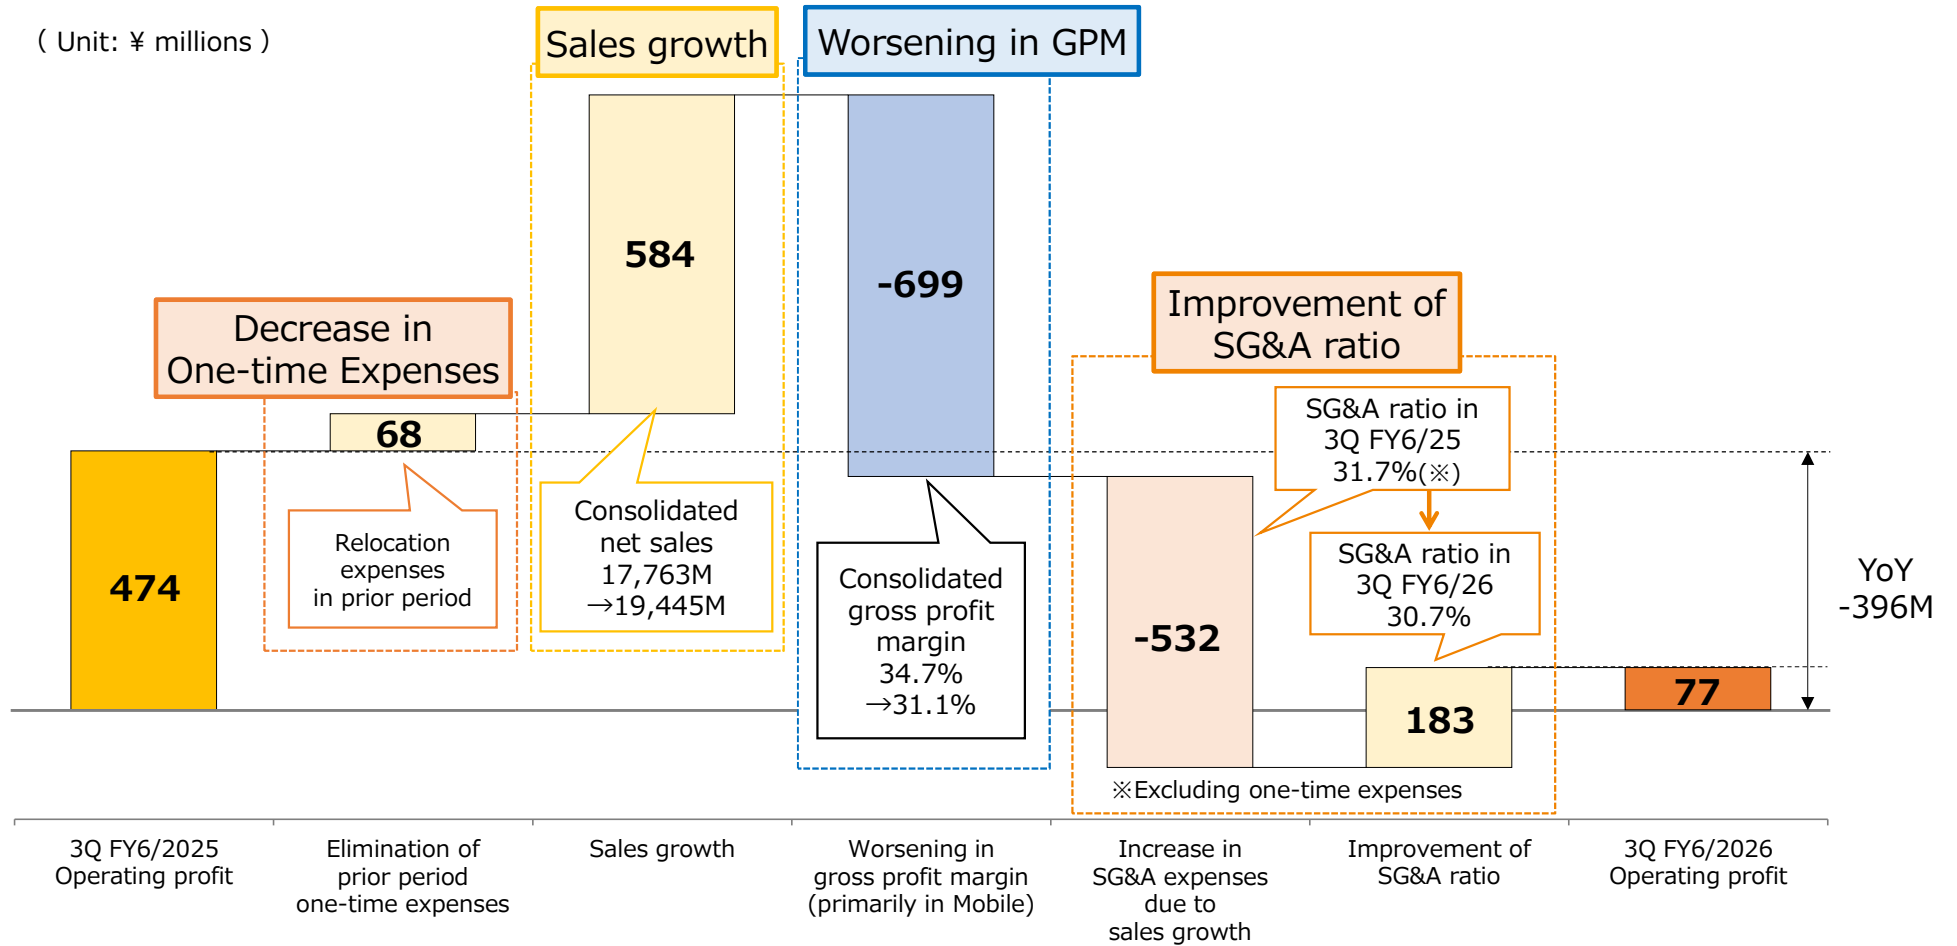 ( Unit: ¥ millions )
Sales growth
Worsening in GPM
Decrease in
One-time Expenses
Improvement of
SG&A ratio
474
68
584
-699
-532
183
77
Relocation
expenses
in prior period
Consolidated
net sales
17,763M
→19,445M
Consolidated
gross profit
margin
34.7%
→31.1%
SG&A ratio in
3Q FY6/25
31.7%(※)
SG&A ratio in
3Q FY6/26
30.7%
YoY
-396M
※Excluding one-time expenses
3Q FY6/2025
Operating profit
Elimination of
prior period
one-time expenses
Sales growth
Worsening in
gross profit margin
(primarily in Mobile)
Increase in
SG&A expenses
due to
sales growth
Improvement of
SG&A ratio
3Q FY6/2026
Operating profit